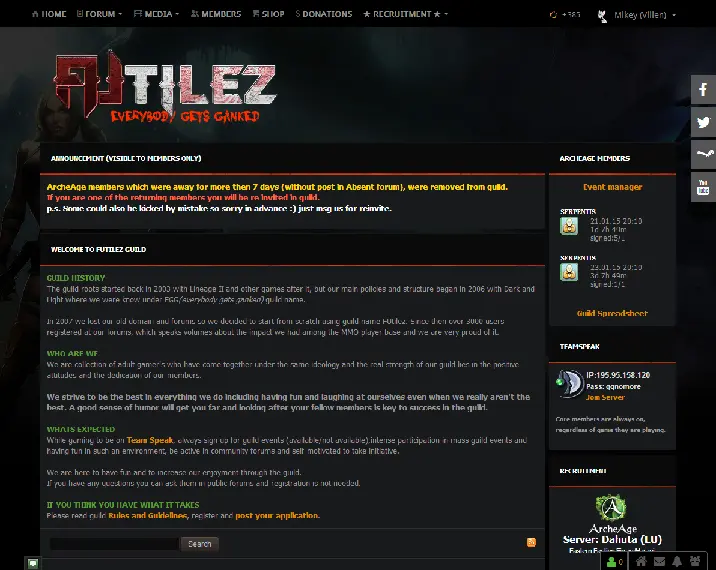 HOME FORUM MEDIA MEMBERS SHOP $ DONATIONS ★ RECRUITMENT ★ +385 Mikey (Villen)
FUTILEZ
EVERYBODY GETS GANKED
ANNOUNCEMENT (VISIBLE TO MEMBERS ONLY)
ArcheAge members which were away for more then 7 days (without post in Absent forum), were removed from guild.
If you are one of the returning members you will be re invited in guild.
p.s. Some could also be kicked by mistake so sorry in advance :) just msg us for reinvite.
WELCOME TO FUTILEZ GUILD
GUILD HISTORY
The guild roots started back in 2003 with Lineage II and other games after it, but our main policies and structure began in 2006 with Dark and
Light where we were know under EGG(everybody gets ganked) guild name.
In 2007 we lost our old domain and forums so we decided to start from scratch using guild name FUtilez. Since then over 3000 users
registered at our forums, which speaks volumes about the impact we had among the MMO player base and we are very proud of it.
WHO ARE WE
We are collection of adult gamer's who have come together under the same ideology and the real strength of our guild lies in the positive
attitudes and the dedication of our members.
We strive to be the best in everything we do including having fun and laughing at ourselves even when we really aren't the
best. A good sense of humor will get you far and looking after your fellow members is key to success in the guild.
WHATS EXPECTED
While gaming to be on Team Speak, always sign up for guild events (available/not available).intense participation in mass guild events and
having fun in such an environment, be active in community forums and self motivated to take initiative.
We are here to have fun and to increase our enjoyment through the guild.
If you have any questions you can ask them in public forums and registration is not needed.
IF YOU THINK YOU HAVE WHAT IT TAKES
Please read guild Rules and Guidelines, register and post your application.
Search
ARCHEAGE MEMBERS
Event manager
SERPENTIS
21.01.15 20:10
1d 7h 49m
signed:5/1
SERPENTIS
23.01.15 20:10
3d 7h 49m
signed:1/1
Guild Spreadsheet
TEAMSPEAK
IP:195.95.158.120
Pass: ggnomore
Join Server
Core members are always on,
regardless of game they are playing.
RECRUITMENT
ArcheAge
Server: Dahuta (EU)
You
Tube
0